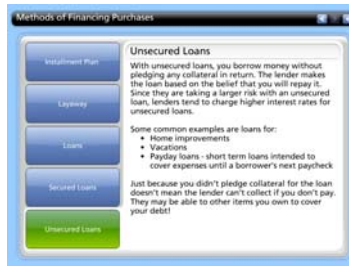 Methods of Financing Purchases
Installment Plan
Layaway
Loans
Secured Loans
Unsecured Loans
Unsecured Loans
With unsecured loans, you borrow money without
pledging any collateral in return. The lender makes
the loan based on the belief that you will repay it.
Since they are taking a larger risk with an unsecured
loan, lenders tend to charge higher interest rates for
unsecured loans.
Some common examples are loans for:
• Home improvements
• Vacations
• Payday loans - short term loans intended to
cover expenses until a borrower's next paycheck
Just because you didn't pledge collateral for the loan
doesn't mean the lender can't collect if you don't pay.
They may be able to other items you own to cover
your debt!